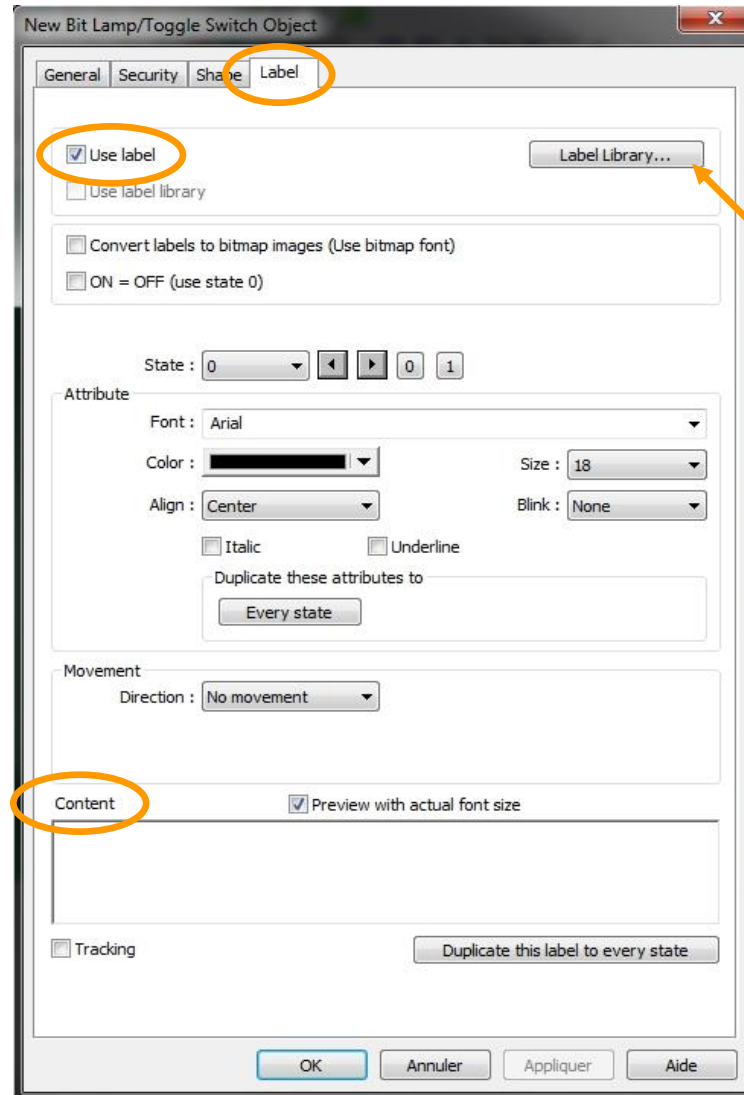 New Bit Lamp/Toggle Switch Object
General Security Shape Label
Use label Label Library...
Use label library
Convert labels to bitmap images (Use bitmap font)
ON = OFF (use state 0)
State : 0 0 1
Attribute
Font : Arial
Color : Size : 18
Align : Center Blink : None
Italic Underline
Duplicate these attributes to
Every state
Movement
Direction : No movement
Content Preview with actual font size
Tracking Duplicate this label to every state
OK Annuler Appliquer Aide